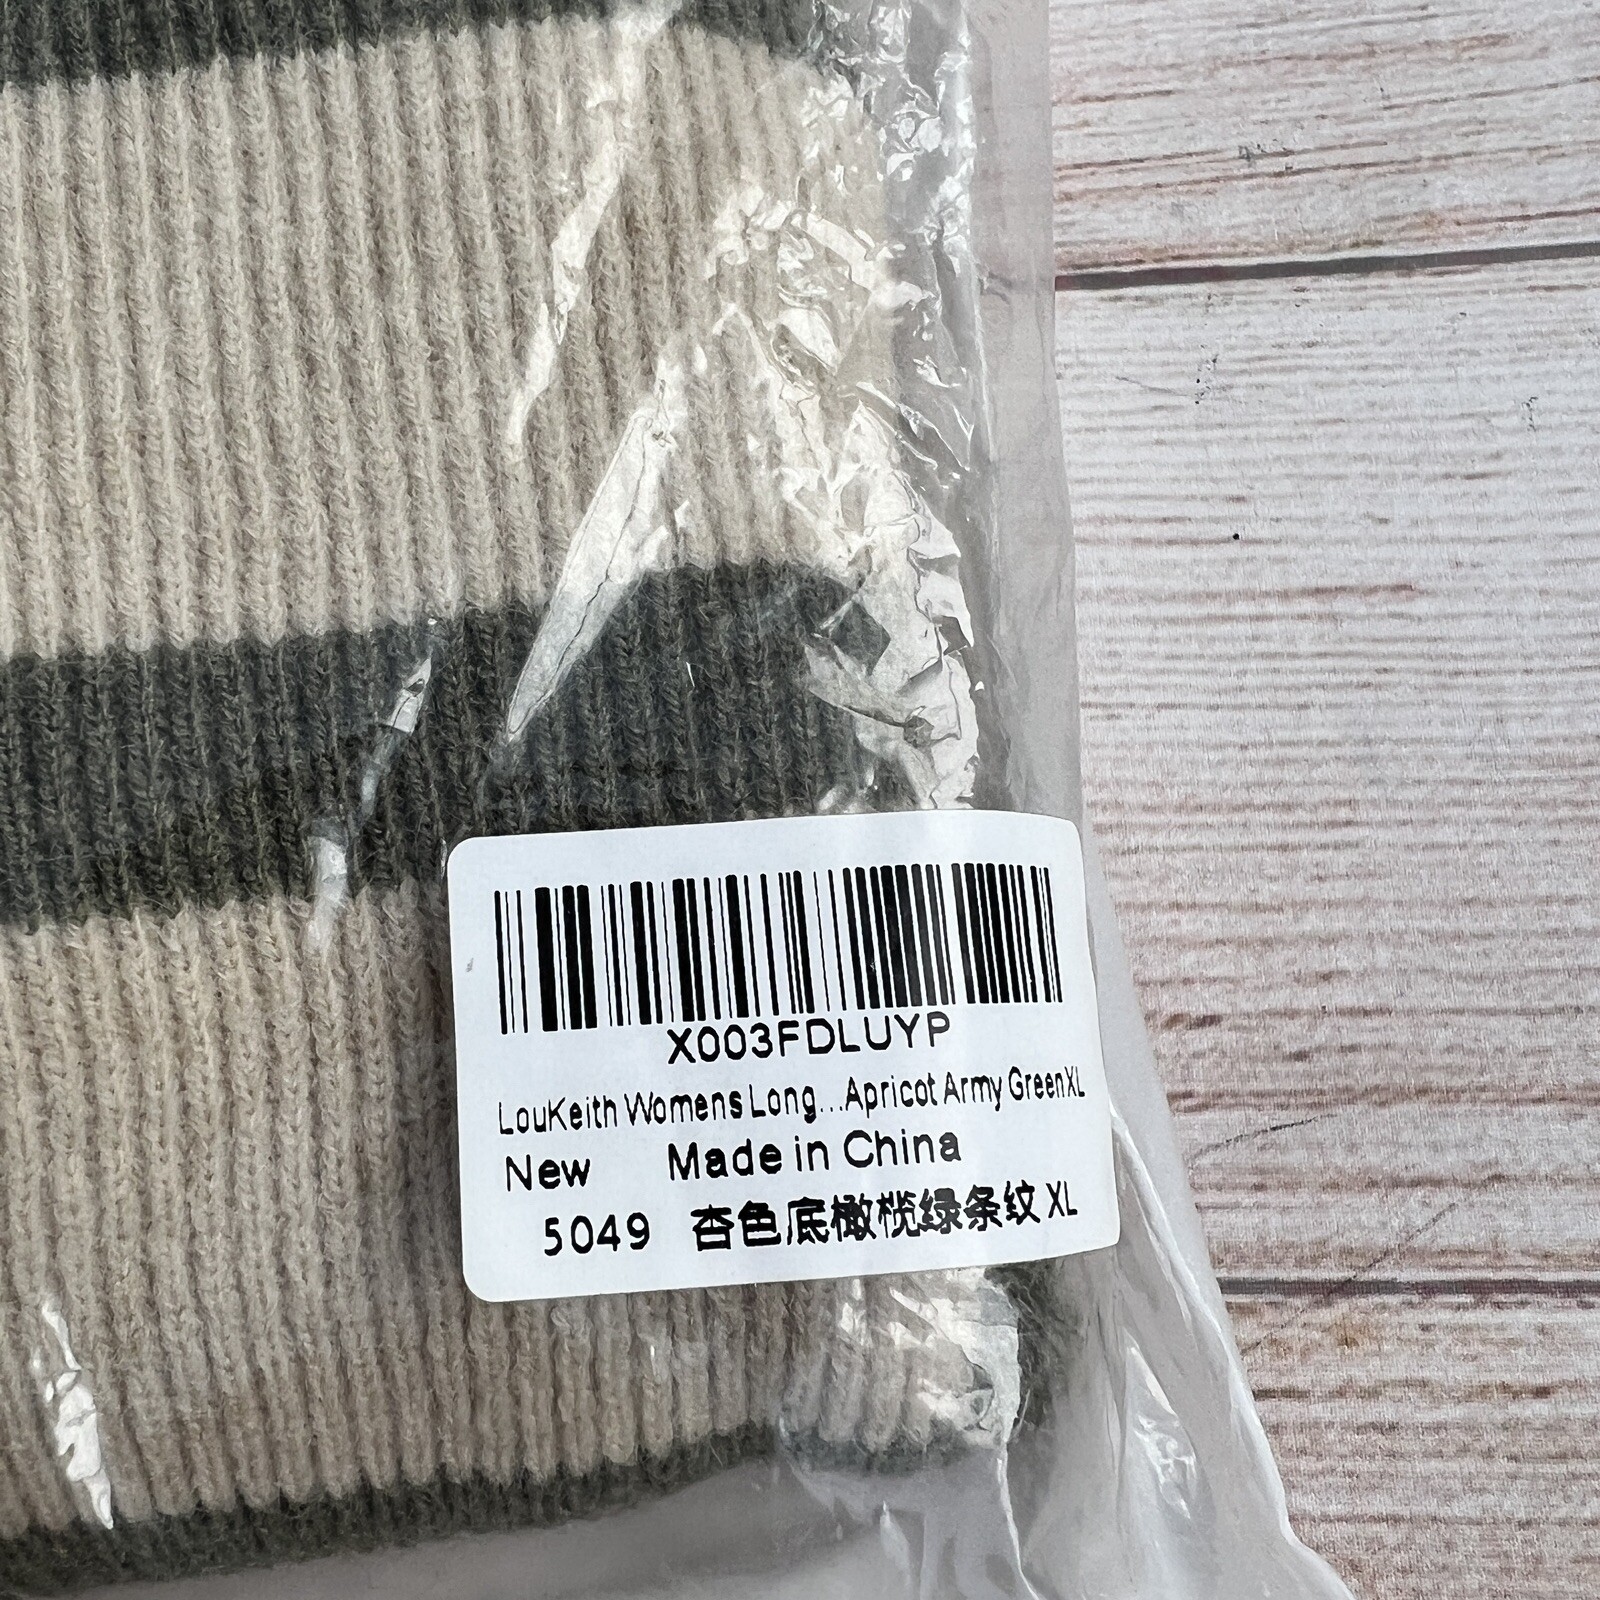 X003FDLUYP
LouKeith Womens Long...Apricot Army GreenXL
New Made in China
5049 杏色底橄榄绿条纹 XL